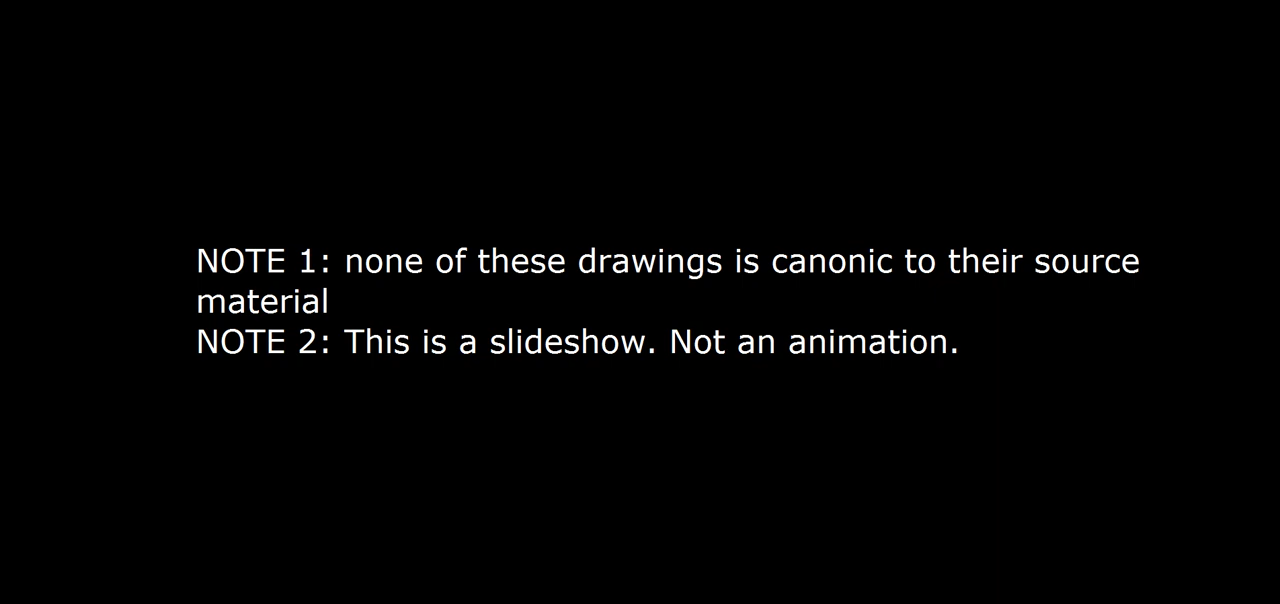 NOTE 1: none of these drawings is canonic to their source
material
NOTE 2: This is a slideshow. Not an animation.